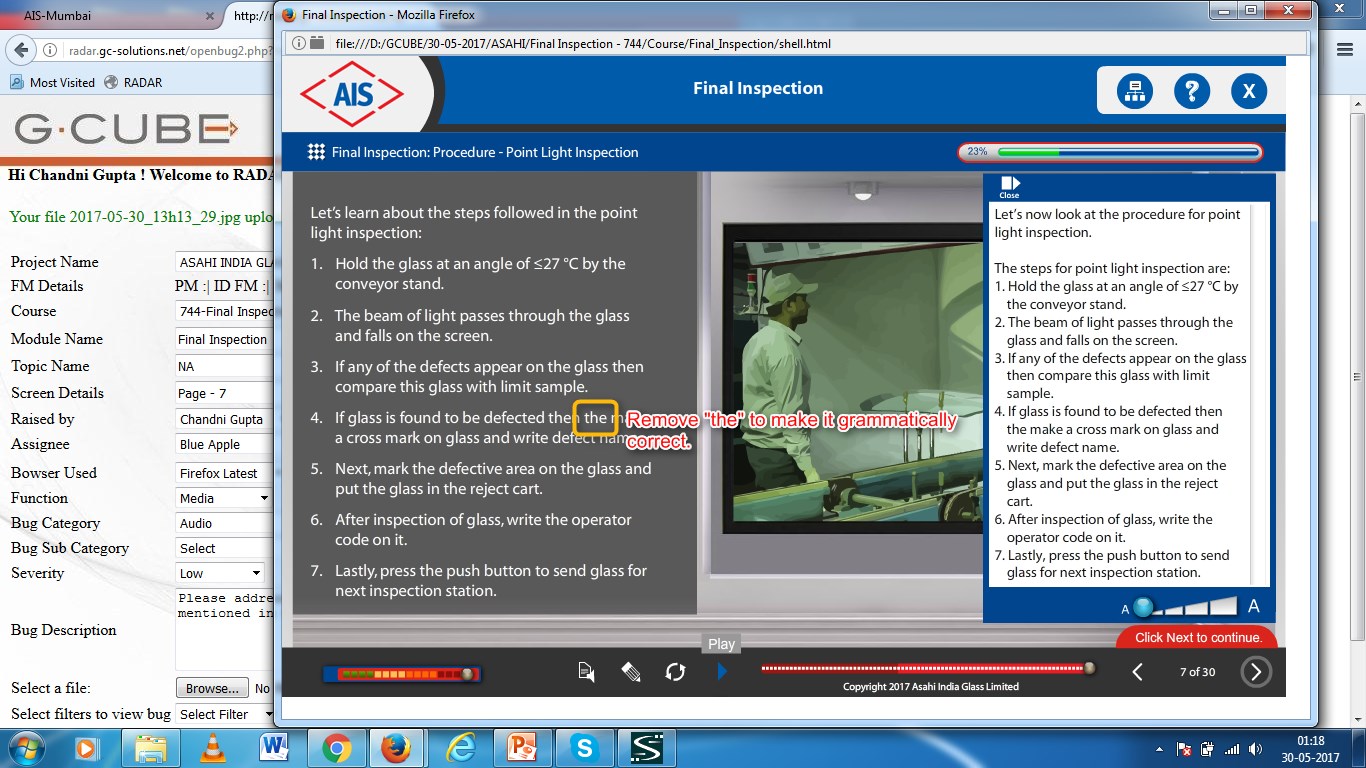 AIS-Mumbai
http://r
Final Inspection - Mozilla Firefox
radar.gc-solutions.net/openbug2.php?
file:///D:/GCUBE/30-05-2017/ASAHI/Final Inspection - 744/Course/Final_Inspection/shell.html
Most Visited RADAR
AIS
Final Inspection
? X
G-CUBE
Final Inspection: Procedure - Point Light Inspection
23%
Hi Chandni Gupta ! Welcome to RADA
Your file 2017-05-30_13h13_29.jpg uplo
Project Name ASAHI INDIA GLA
FM Details PM :| ID FM :|
Course 744-Final Inspec
Module Name Final Inspection
Topic Name NA
Screen Details Page - 7
Raised by Chandni Gupta
Assignee Blue Apple
Bowser Used Firefox Latest
Function Media
Bug Category Audio
Bug Sub Category Select
Severity Low
Bug Description
Please addre
mentioned in
Select a file: Browse... No
Select filters to view bug Select Filter
Let's learn about the steps followed in the point
light inspection:
1. Hold the glass at an angle of ≤27 °C by the
conveyor stand.
2. The beam of light passes through the glass
and falls on the screen.
3. If any of the defects appear on the glass then
compare this glass with limit sample.
4. If glass is found to be defected then the
a cross mark on glass and write defect
5. Next, mark the defective area on the glass and
put the glass in the reject cart.
6. After inspection of glass, write the operator
code on it.
7. Lastly, press the push button to send glass for
next inspection station.
Remove "the" to make it grammatically
correct.
Close
Let's now look at the procedure for point
light inspection.
The steps for point light inspection are:
1. Hold the glass at an angle of ≤27 °C by
the conveyor stand.
2. The beam of light passes through the
glass and falls on the screen.
3. If any of the defects appear on the glass
then compare this glass with limit
sample.
4. If glass is found to be defected then
the make a cross mark on glass and
write defect name.
5. Next, mark the defective area on the
glass and put the glass in the reject
cart.
6. After inspection of glass, write the
operator code on it.
7. Lastly, press the push button to send
glass for next inspection station.
A A
Click Next to continue.
Play
7 of 30
Copyright 2017 Asahi India Glass Limited
01:18
30-05-2017